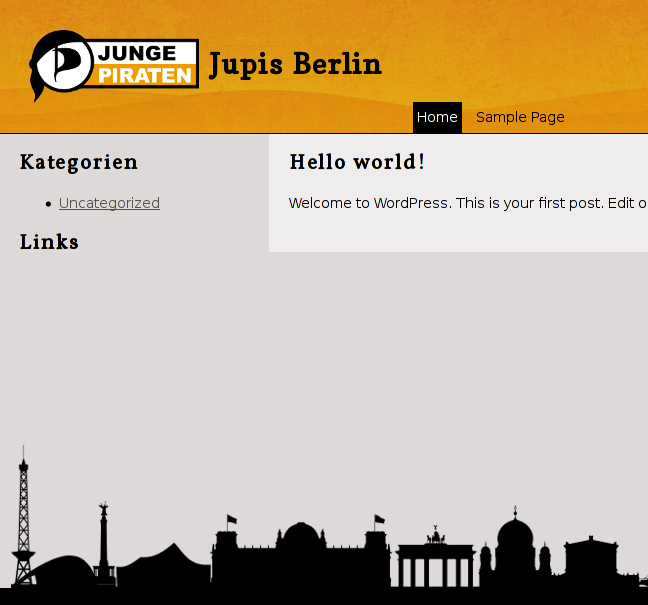 JUNGE
PIRATEN
Jupis Berlin
Home Sample Page
Kategorien
Uncategorized
Links
Hello world!
Welcome to WordPress. This is your first post. Edit o